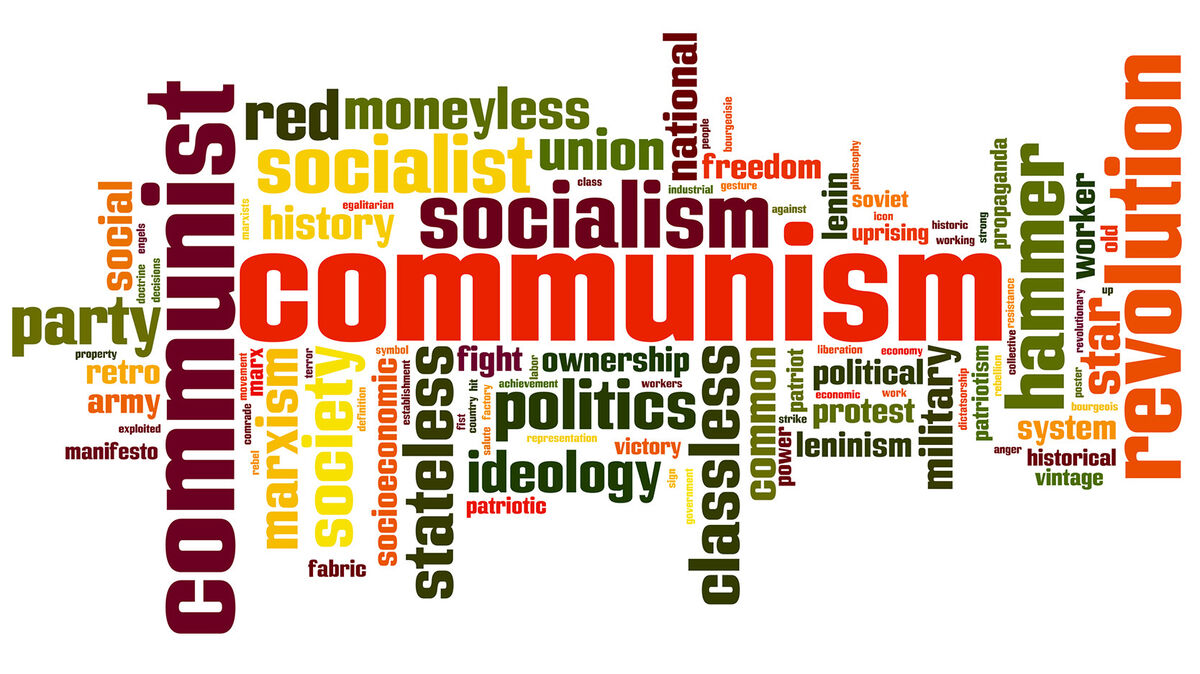 party
property
retro
army
exploited
manifesto
social
doctrine
engels
decisions
communist
red
moneyless
socialist
union
national
people
bourgeoisie
freedom
class
industrial
gesture
marxists
egalitarian
history
socialism
against
communism
lenin
philosophy
soviet
icon
uprising
historic
working
strong
propaganda
hammer
worker
old
revolution
resistance
collective
revolutionary
up
star
poster
rebellion
bourgeois
system
anger
historical
vintage
movement
comrade
marx
rebel
marxism
terror
society
fabric
definition
symbol
socioeconomic
establishment
stateless
fight
fist
country
hit
salute
factory
labor
achievement
ownership
workers
politics
representation
victory
ideology
patriotic
sign
government
classless
common
power
strike
patriot
liberation
economy
political
economic
work
protest
leninism
military
dictatsorship
patriotism